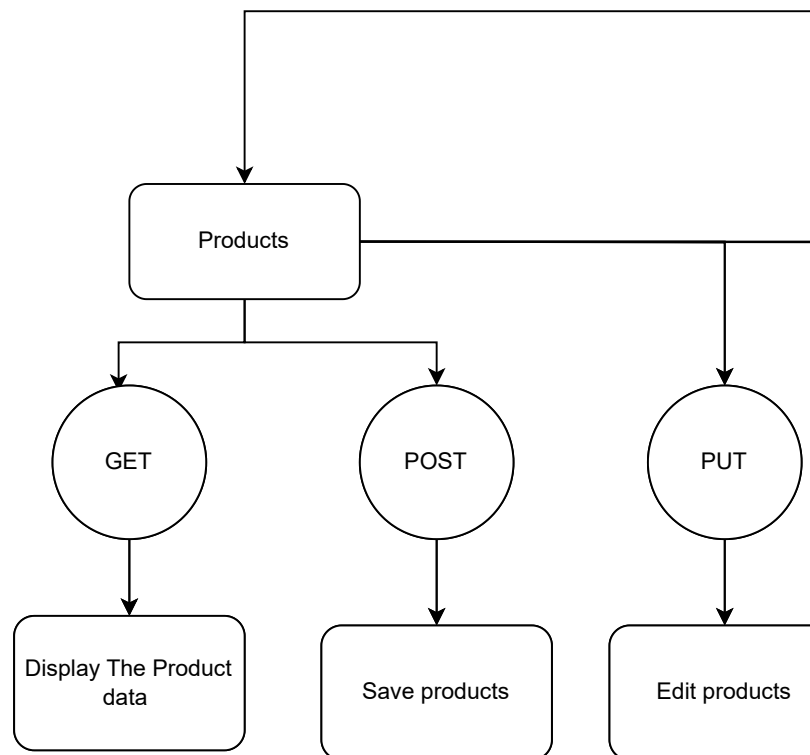 Products
GET
POST
PUT
Display The Product
data
Save products
Edit products